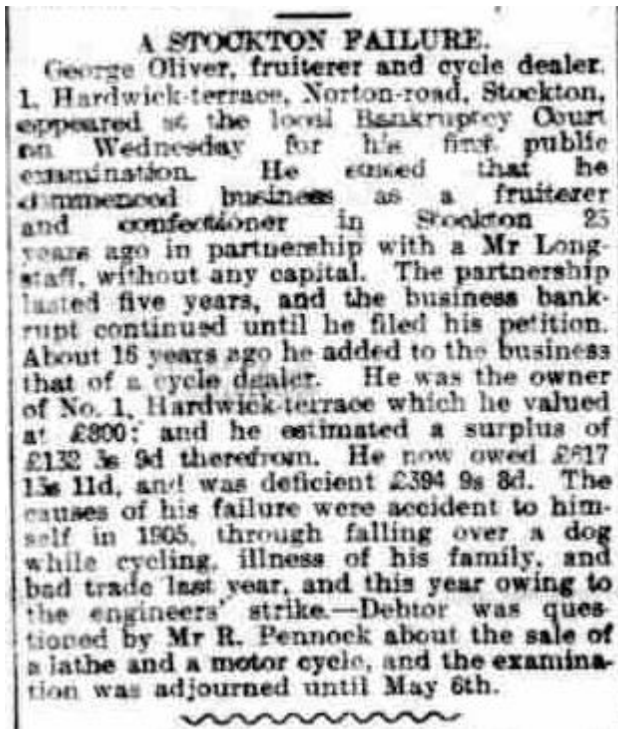 A STOCKTON FAILURE.
George Oliver, fruiterer and cycle dealer,
1, Hardwick-terrace, Norton-road, Stockton,
appeared at the local Bankruptcy Court
on Wednesday for his first public
examination. He stated that he
commenced business as a fruiterer
and confectioner in Stockton 25
years ago in partnership with a Mr Long-
staff, without any capital. The partnership
lasted five years, and the business bank-
rupt continued until he filed his petition.
About 16 years ago he added to the business
that of a cycle dealer. He was the owner
of No. 1, Hardwick-terrace which he valued
at £800; and he estimated a surplus of
£132 3s 9d therefrom. He now owed £617
13s 11d, and was deficient £394 9s 8d. The
causes of his failure were accident to him-
self in 1905, through falling over a dog
while cycling, illness of his family, and
bad trade last year, and this year owing to
the engineers' strike.—Debtor was ques-
tioned by Mr R. Pennock about the sale of
a lathe and a motor cycle, and the examina-
tion was adjourned until May 6th.